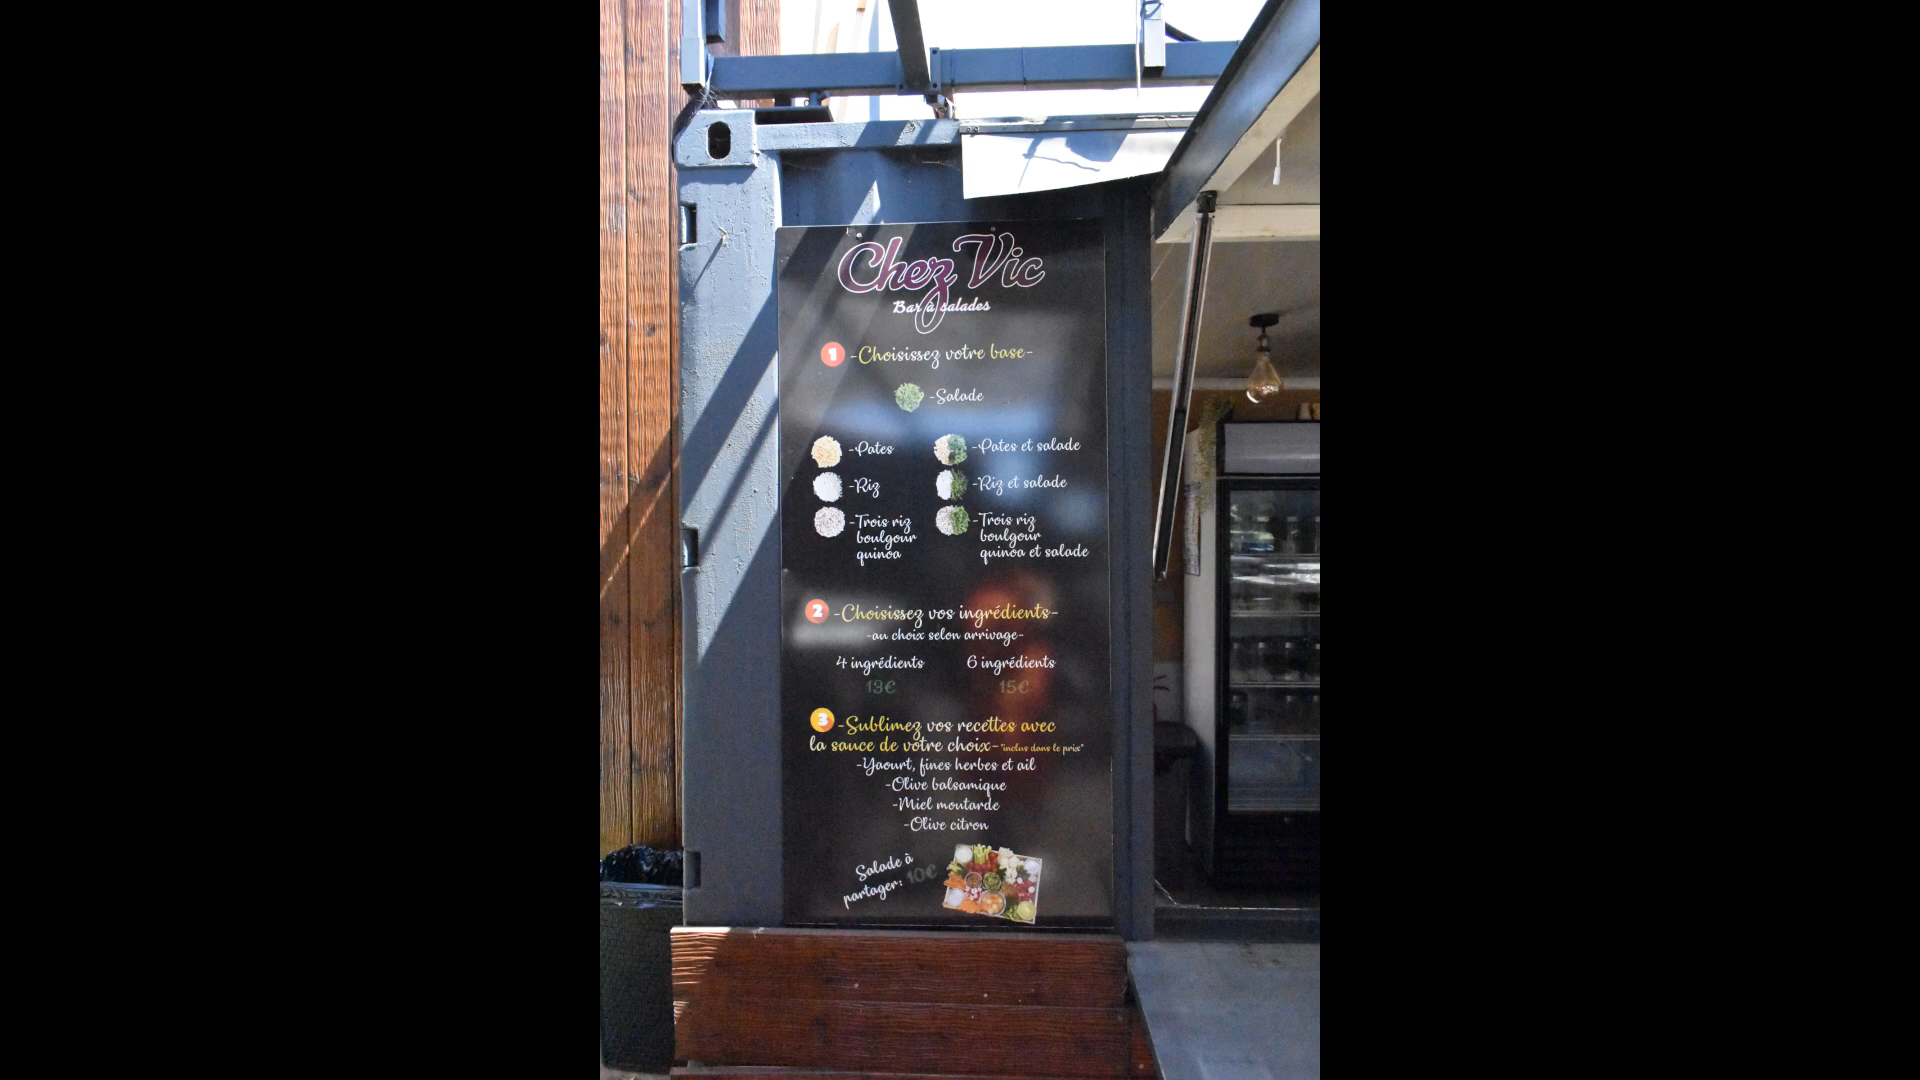 Chez Vic
Bar à salades
1 -Choisissez votre base-
-Salade
-Pates
-Pates et salade
-Riz
-Riz et salade
-Trois riz
boulgour
quinoa
-Trois riz
boulgour
quinoa et salade
2 -Choisissez vos ingrédients-
-au choix selon arrivage-
4 ingrédients
6 ingrédients
13€
15€
3 -Sublimez vos recettes avec
la sauce de votre choix- "inclus dans le prix"
-Yaourt, fines herbes et ail
-Olive balsamique
-Miel moutarde
-Olive citron
Salade à
partager: 10€